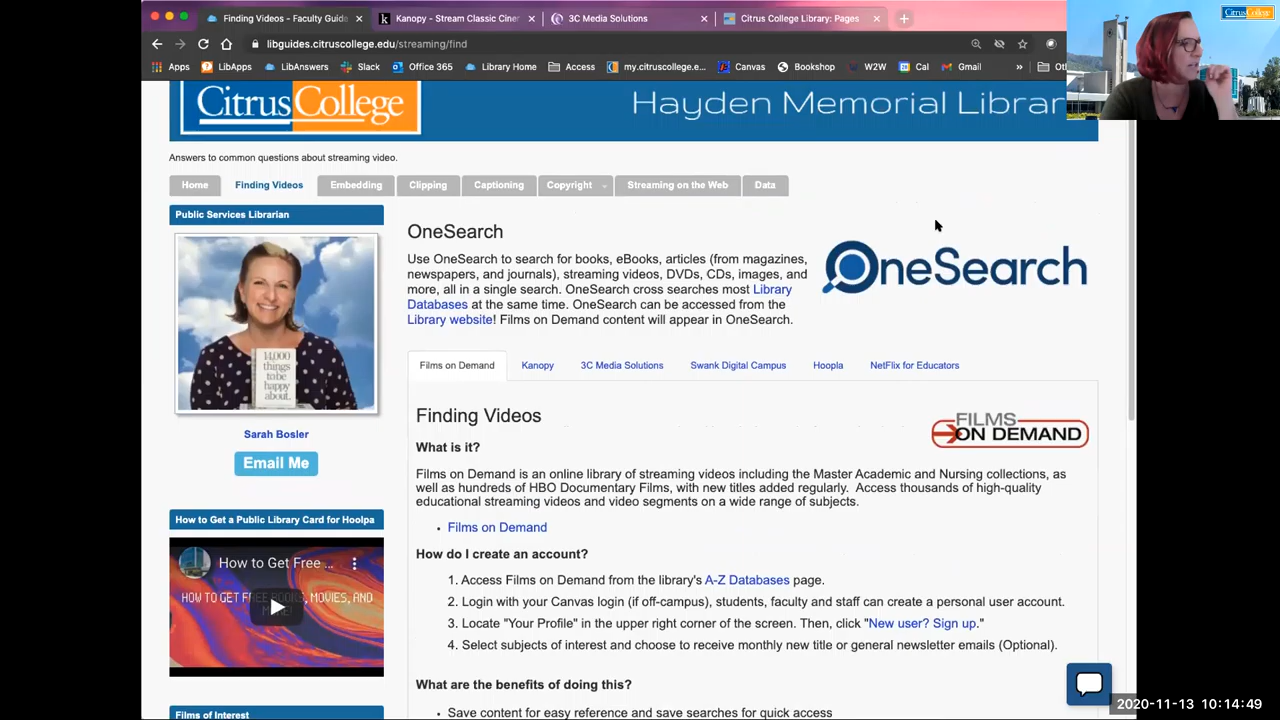 Finding Videos - Faculty Guide
Kanopy - Stream Classic Ciner
3C Media Solutions
Citrus College Library: Pages
libguides.citruscollege.edu/streaming/find
Apps
LibApps
LibAnswers
Slack
Office 365
Library Home
Access
my.citruscollege.e...
Canvas
Bookshop
W2W
Cal
Gmail
»
CitrusCollege
CitrusCollege
Hayden Memorial Librar
Answers to common questions about streaming video.
Home
Finding Videos
Embedding
Clipping
Captioning
Copyright
Streaming on the Web
Data
Public Services Librarian
14,000
things to
be happy
about.
Sarah Bosler
Email Me
How to Get a Public Library Card for Hoolpa
How to Get Free ...
HOW TO GET FREE BOOKS, MOVIES, AND
Films of Interest
OneSearch
Use OneSearch to search for books, eBooks, articles (from magazines,
newspapers, and journals), streaming videos, DVDs, CDs, images, and
more, all in a single search. OneSearch cross searches most Library
Databases at the same time. OneSearch can be accessed from the
Library website! Films on Demand content will appear in OneSearch.
OneSearch
Films on Demand
Kanopy
3C Media Solutions
Swank Digital Campus
Hoopla
NetFlix for Educators
Finding Videos
FILMS
ON DEMAND
What is it?
Films on Demand is an online library of streaming videos including the Master Academic and Nursing collections, as
well as hundreds of HBO Documentary Films, with new titles added regularly. Access thousands of high-quality
educational streaming videos and video segments on a wide range of subjects.
• Films on Demand
How do I create an account?
1. Access Films on Demand from the library's A-Z Databases page.
2. Login with your Canvas login (if off-campus), students, faculty and staff can create a personal user account.
3. Locate "Your Profile" in the upper right corner of the screen. Then, click "New user? Sign up."
4. Select subjects of interest and choose to receive monthly new title or general newsletter emails (Optional).
What are the benefits of doing this?
• Save content for easy reference and save searches for quick access
2020-11-13 10:14:49